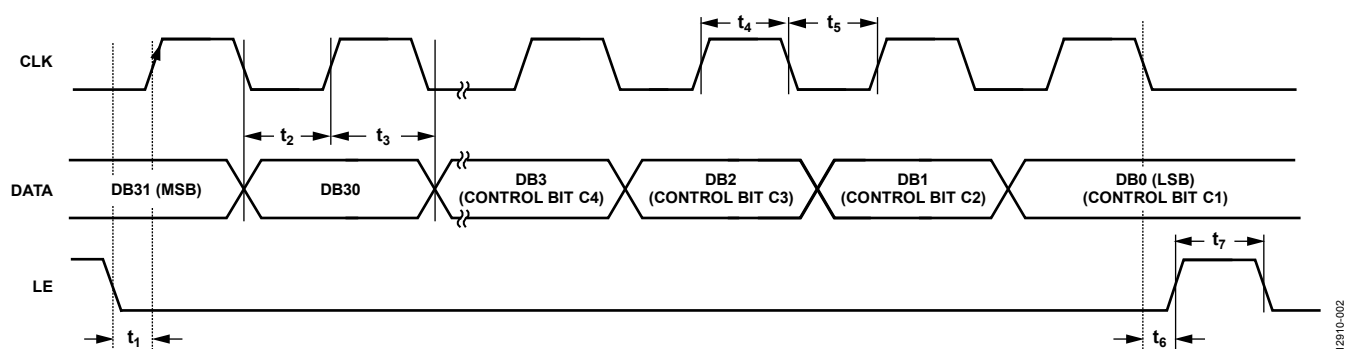 t4
t5
CLK
t2
t3
DATA
DB31 (MSB)
DB30
DB3
(CONTROL BIT C4)
DB2
(CONTROL BIT C3)
DB1
(CONTROL BIT C2)
DB0 (LSB)
(CONTROL BIT C1)
t7
LE
t1
t6
12910-002